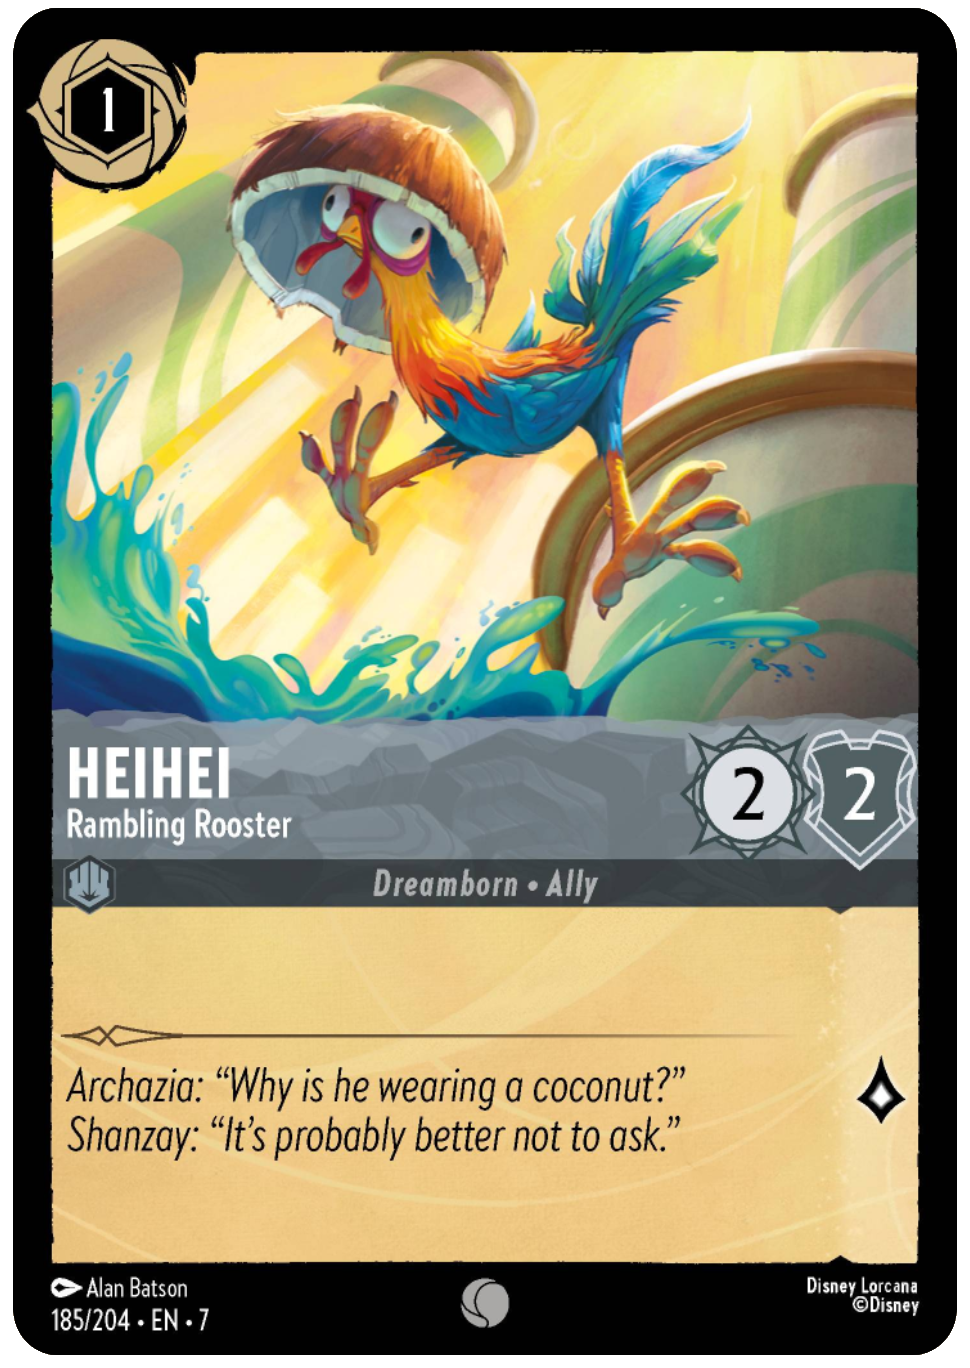 1
HEIHEI
Rambling Rooster
2
2
Dreamborn • Ally
Archazia: “Why is he wearing a coconut?”
Shanzay: “It’s probably better not to ask.”
Alan Batson
185/204 • EN • 7
Disney Lorcana
©Disney